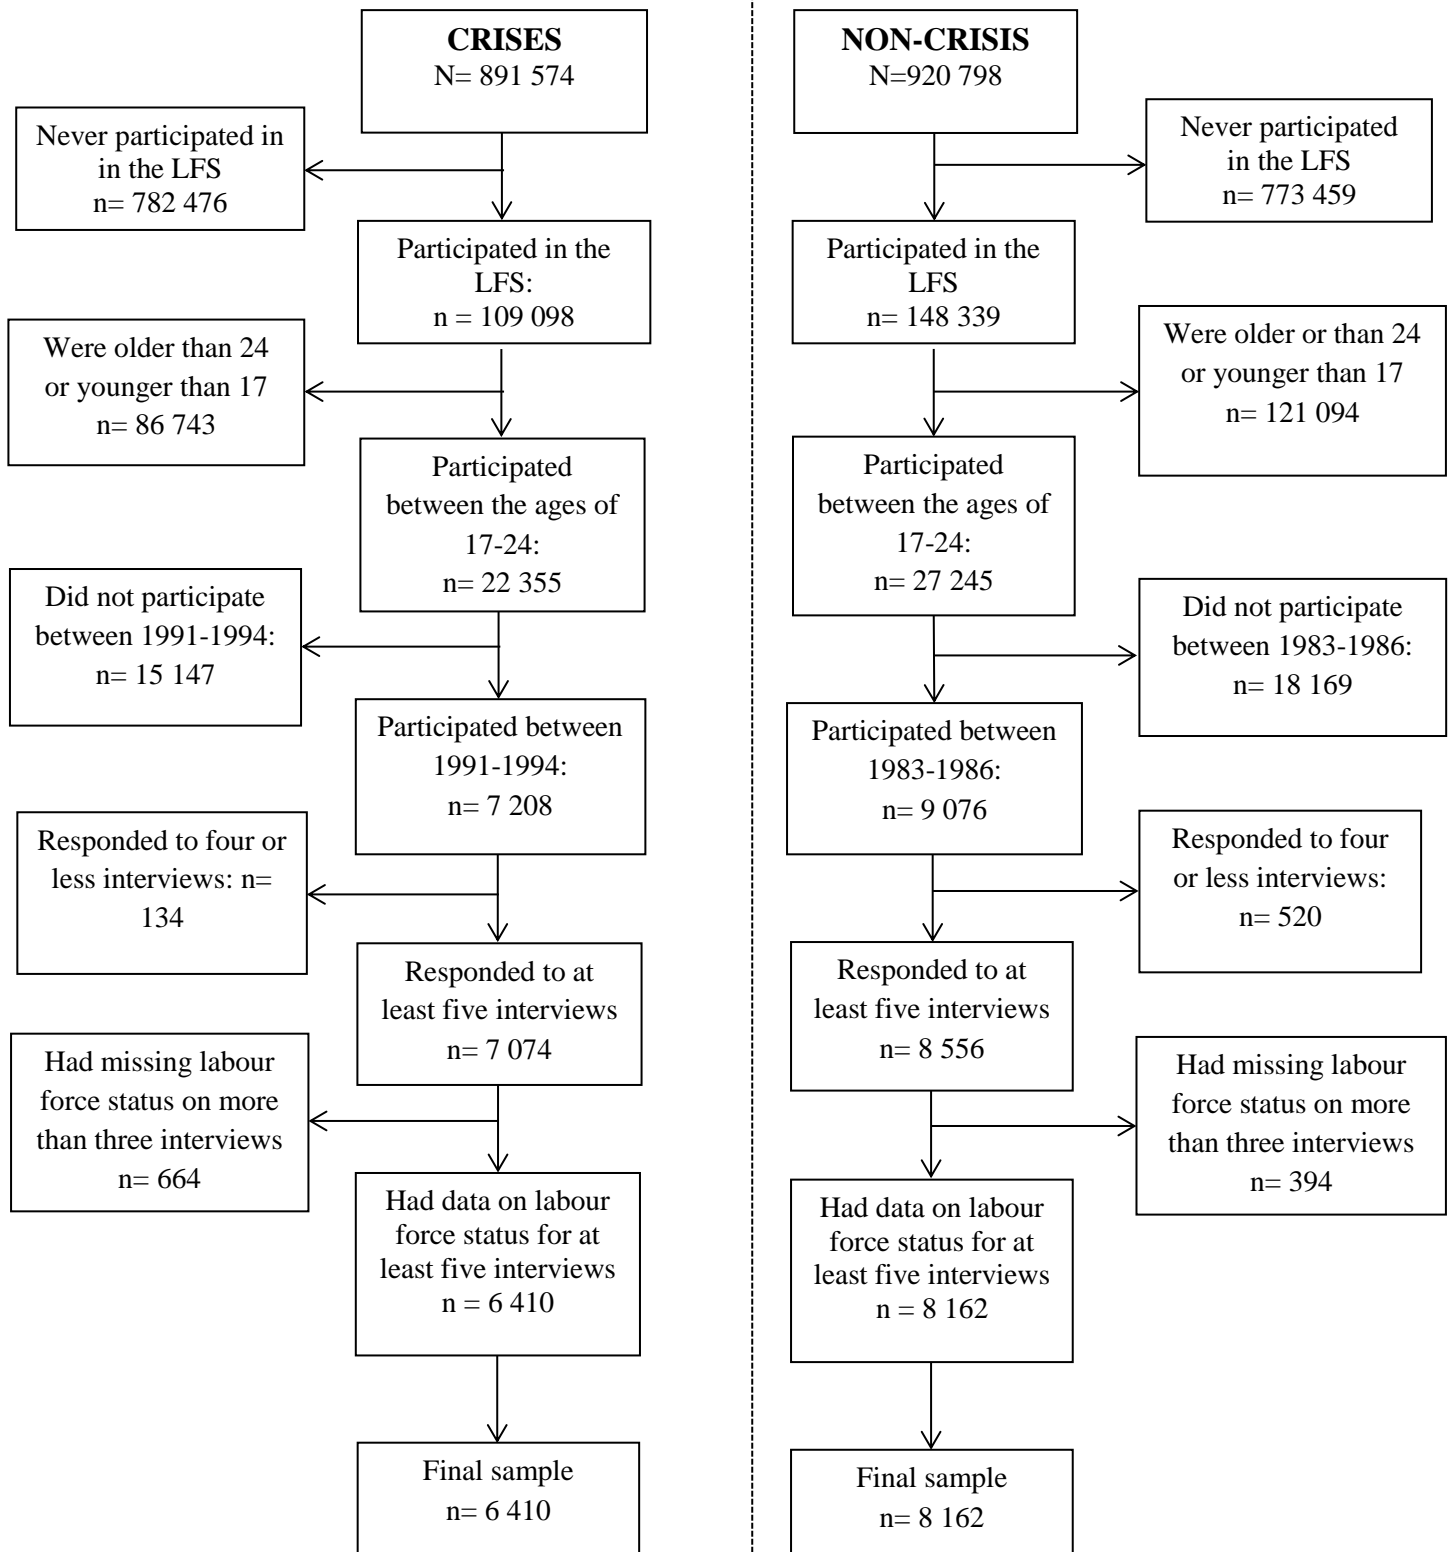 CRISES
N= 891 574
Never participated in
in the LFS
n= 782 476
Participated in the
LFS:
n = 109 098
Were older than 24
or younger than 17
n= 86 743
Participated
between the ages of
17-24:
n= 22 355
Did not participate
between 1991-1994:
n= 15 147
Participated between
1991-1994:
n= 7 208
Responded to four or
less interviews: n=
134
Responded to at
least five interviews
n= 7 074
Had missing labour
force status on more
than three interviews
n= 664
Had data on labour
force status for at
least five interviews
n = 6 410
Final sample
n= 6 410
NON-CRISIS
N=920 798
Never participated
in the LFS
n= 773 459
Participated in the
LFS
n= 148 339
Were older or than 24
or younger than 17
n= 121 094
Participated
between the ages of
17-24:
n= 27 245
Did not participate
between 1983-1986:
n= 18 169
Participated between
1983-1986:
n= 9 076
Responded to four
or less interviews:
n= 520
Responded to at
least five interviews
n= 8 556
Had missing labour
force status on more
than three interviews
n= 394
Had data on labour
force status for at
least five interviews
n = 8 162
Final sample
n= 8 162